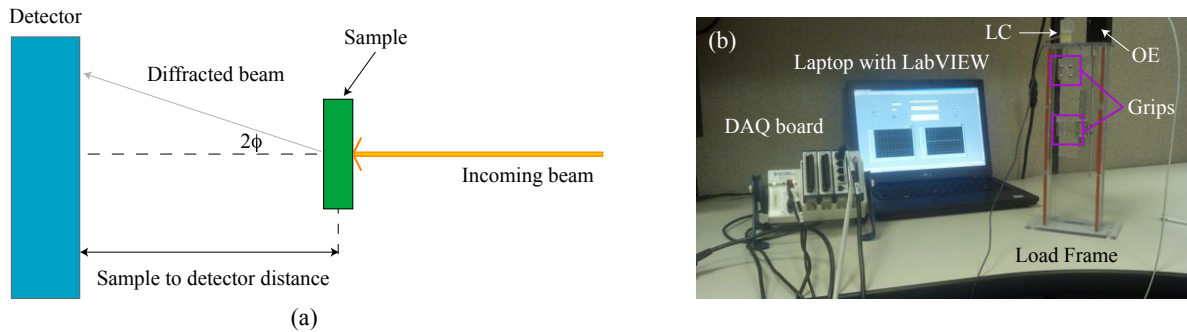 Detector
Sample
Diffracted beam
2ϕ
Incoming beam
Sample to detector distance
(a)
(b)
LC
OE
Laptop with LabVIEW
Grips
DAQ board
Load Frame